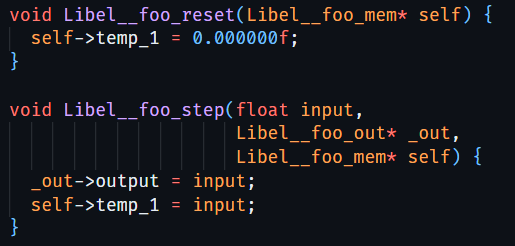 void Libel__foo_reset(Libel__foo_mem* self) {
  self->temp_1 = 0.000000f;
}

void Libel__foo_step(float input,
                     Libel__foo_out* _out,
                     Libel__foo_mem* self) {
  _out->output = input;
  self->temp_1 = input;
}